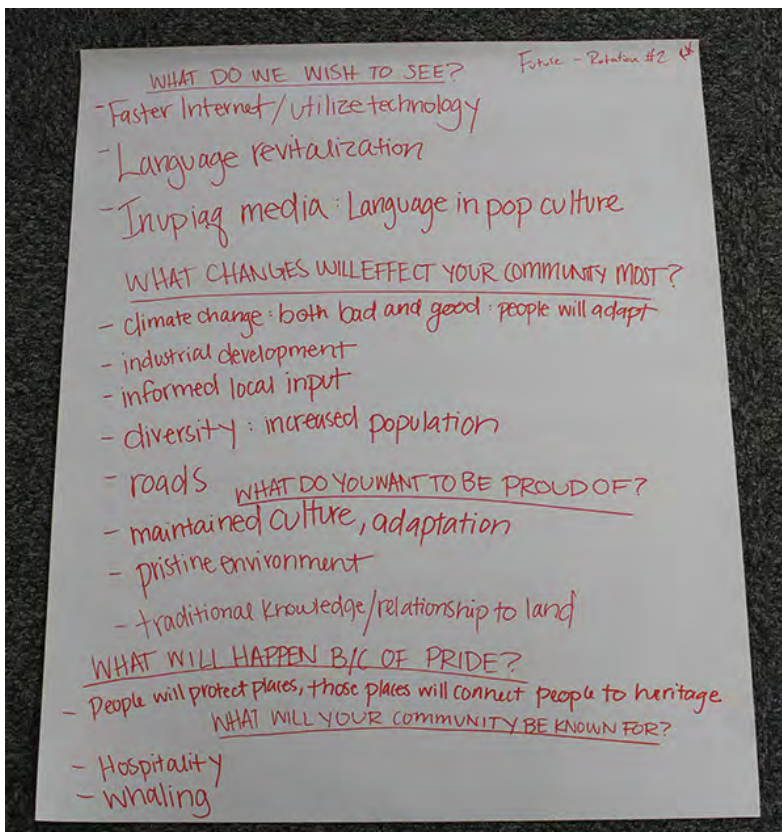 Future - Rotation #2
WHAT DO WE WISH TO SEE?
- Faster Internet/utilize technology
- Language revitalization
- Inupiaq media: Language in pop culture
WHAT CHANGES WILL EFFECT YOUR COMMUNITY MOST?
- climate change: both bad and good: people will adapt
- industrial development
- informed local input
- diversity: increased population
- roads
WHAT DO YOU WANT TO BE PROUD OF?
- maintained culture, adaptation
- pristine environment
- traditional knowledge/relationship to land
WHAT WILL HAPPEN B/C OF PRIDE?
- People will protect places, those places will connect people to heritage
WHAT WILL YOUR COMMUNITY BE KNOWN FOR?
- Hospitality
- whaling